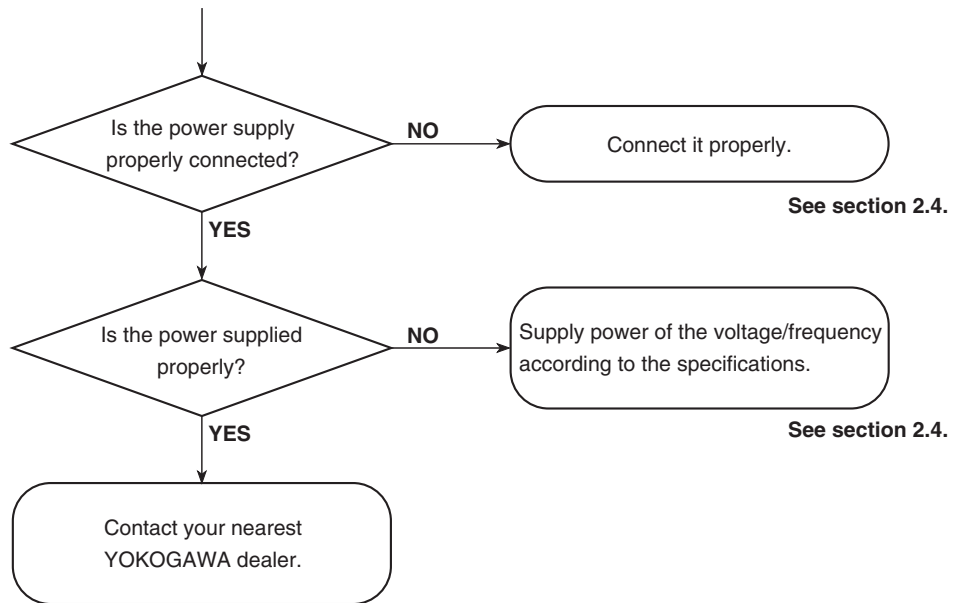 Is the power supply
properly connected?
NO
Connect it properly.
See section 2.4.
YES
Is the power supplied
properly?
NO
Supply power of the voltage/frequency
according to the specifications.
See section 2.4.
YES
Contact your nearest
YOKOGAWA dealer.